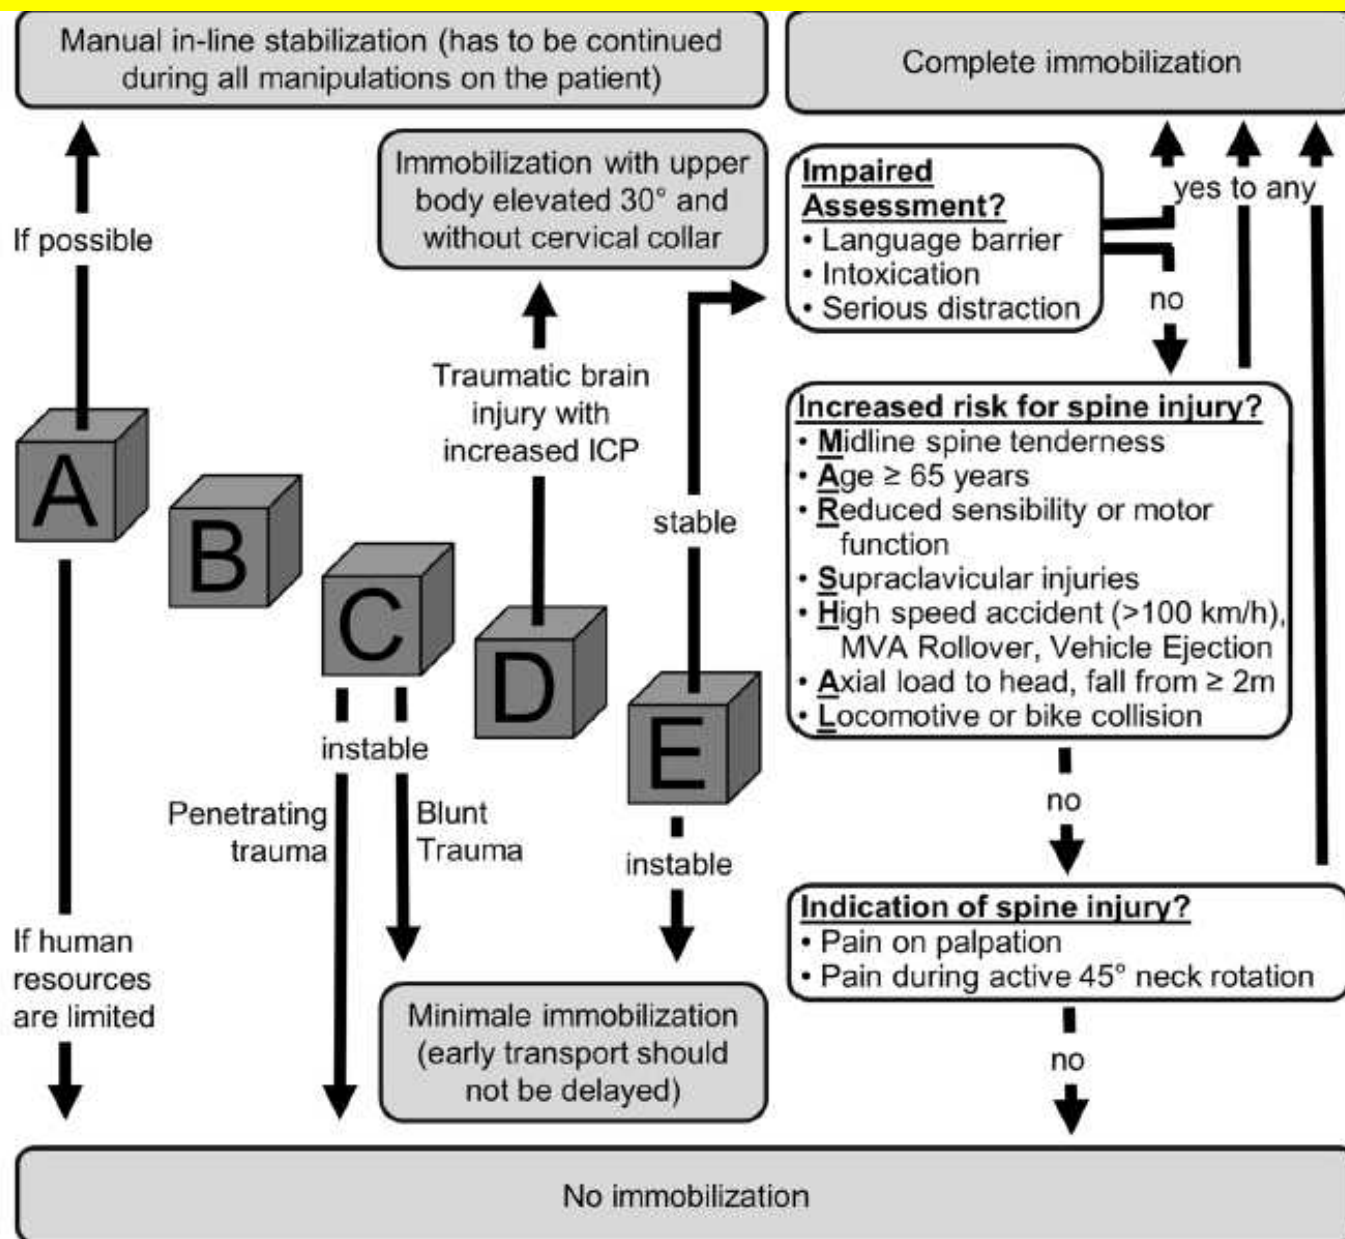 Manual in-line stabilization (has to be continued
during all manipulations on the patient)
Complete immobilization
If possible
Immobilization with upper
body elevated 30° and
without cervical collar
Impaired
Assessment?
• Language barrier
• Intoxication
• Serious distraction
yes to any
no
Traumatic brain
injury with
increased ICP
stable
Increased risk for spine injury?
• Midline spine tenderness
• Age ≥ 65 years
• Reduced sensibility or motor
function
• Supraclavicular injuries
• High speed accident (>100 km/h),
MVA Rollover, Vehicle Ejection
• Axial load to head, fall from ≥ 2m
• Locomotive or bike collision
A
B
C
D
E
instable
Penetrating
trauma
Blunt
Trauma
instable
no
If human
resources
are limited
Minimale immobilization
(early transport should
not be delayed)
Indication of spine injury?
• Pain on palpation
• Pain during active 45° neck rotation
no
No immobilization